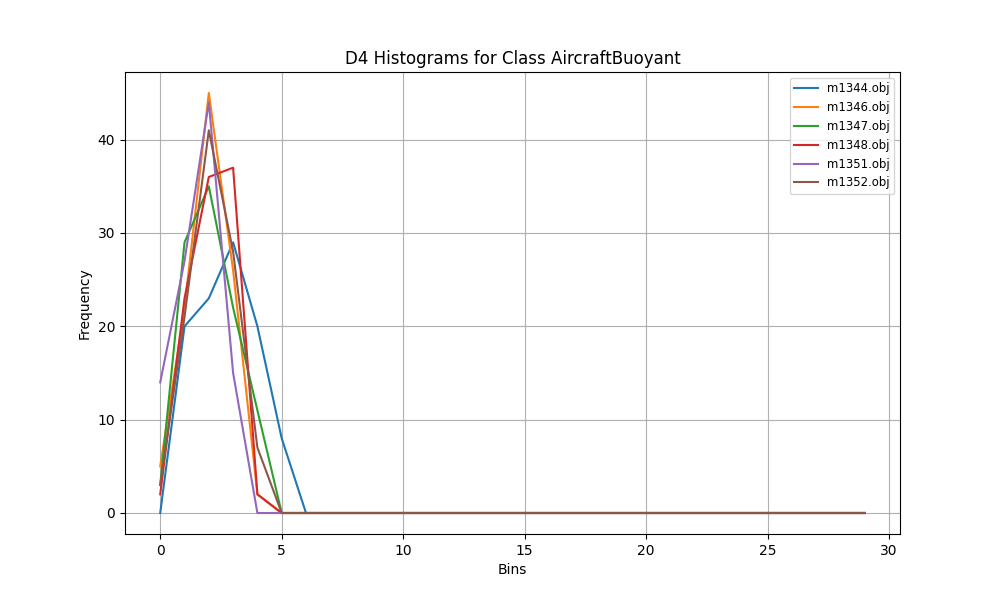 D4 Histograms for Class AircraftBuoyant
m1344.obj
m1346.obj
m1347.obj
m1348.obj
m1351.obj
m1352.obj
Frequency
40
30
20
10
0
0 5 10 15 20 25 30
Bins